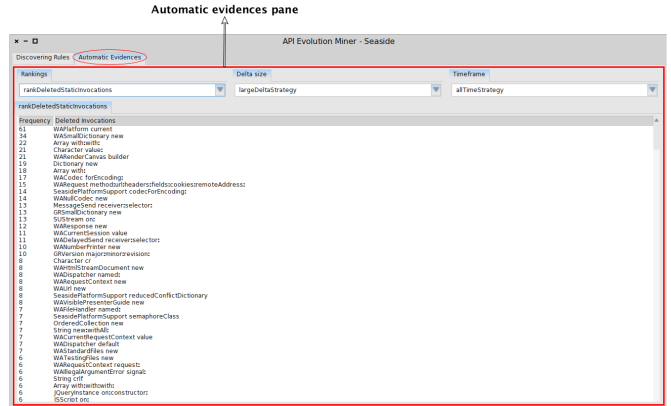 Automatic evidences pane
API Evolution Miner - Seaside
Discovering Rules Automatic Evidences
Rankings Delta size Timeframe
rankDeletedStaticInvocations largeDeltaStrategy allTimeStrategy
rankDeletedStaticInvocations
Frequency Deleted Invocations
61 WAPlatform current
34 WASmallDictionary new
22 Array with:with:
21 Character value:
21 WARenderCanvas builder
19 Dictionary new
18 Array with:
17 WACodec forEncoding:
15 WARequest method:url:headers:fields:cookies:remoteAddress:
14 SeasidePlatformSupport codecForEncoding:
14 WANullCodec new
13 MessageSend receiver:selector:
13 GRSmallDictionary new
13 SUStream on:
12 WAResponse new
11 WACurrentSession value
11 WADelayedSend receiver:selector:
10 WANumberPrinter new
10 GRVersion major:minor:revision:
8 Character cr
8 WAHtmlStreamDocument new
8 WADispatcher named:
8 WARequestContext new
8 WAUrl new
8 SeasidePlatformSupport reducedConflictDictionary
8 WAVisiblePresenterGuide new
7 WAFileHandler named:
7 SeasidePlatformSupport semaphoreClass
7 OrderedCollection new
7 String new:withAll:
7 WACurrentRequestContext value
7 WADispatcher default
7 WAStandardFiles new
6 WATestingFiles new
6 WARequestContext request:
6 WAIllegalArgumentError signal:
6 String crlf
6 Array with:with:with:
6 JQueryInstance on:constructor:
6 JSScript on: